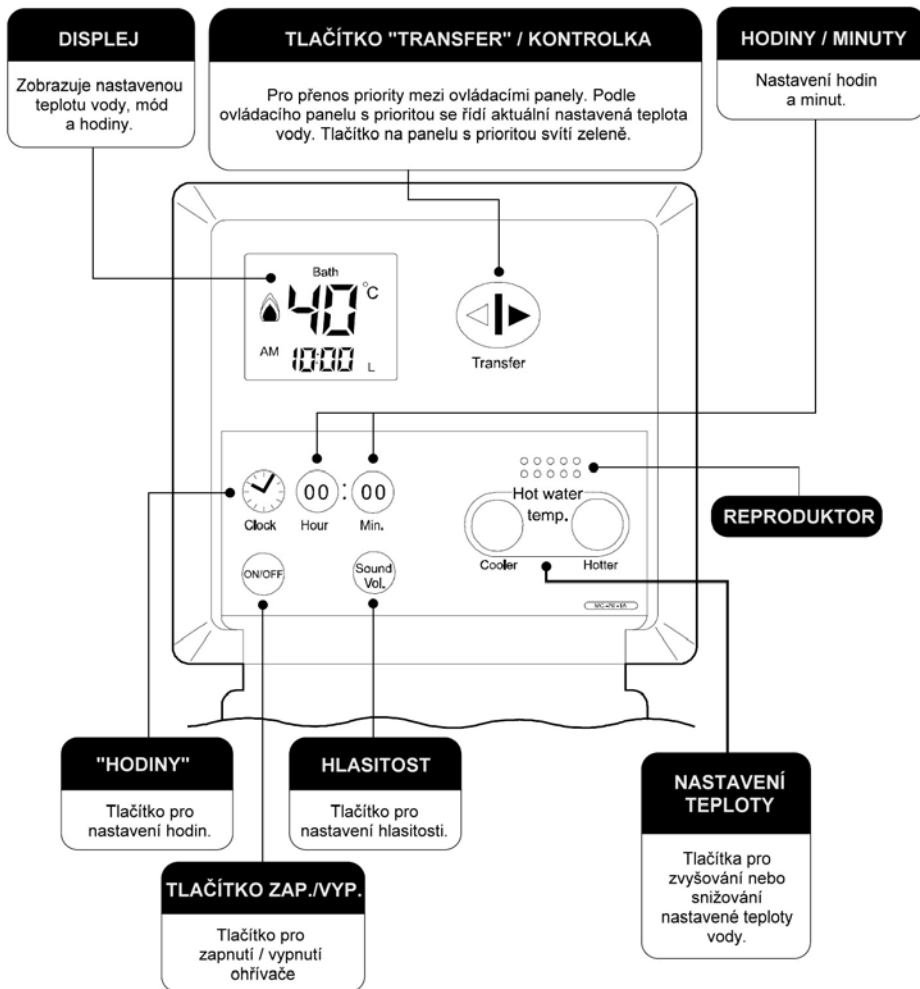 DISPLEJ
Zobrazuje nastavenou
teplotu vody, mód
a hodiny.
TLAČÍTKO "TRANSFER" / KONTROLKA
Pro přenos priority mezi ovládacími panely. Podle
ovládacího panelu s prioritou se řídí aktuální nastavená teplota
vody. Tlačítko na panelu s prioritou svítí zeleně.
HODINY / MINUTY
Nastavení hodin
a minut.
Bath
40 °C
AM 10:00 L
Transfer
00 : 00
Clock Hour Min.
Hot water
temp.
Cooler Hotter
REPRODUKTOR
ON/OFF
Sound
Vol.
"HODINY"
Tlačítko pro
nastavení hodin.
HLASITOST
Tlačítko pro
nastavení hlasitosti.
TLAČÍTKO ZAP./VYP.
Tlačítko pro
zapnutí / vypnutí
ohřívače
NASTAVENÍ
TEPLOTY
Tlačítka pro
zvyšování nebo
snižování
nastavené teploty
vody.